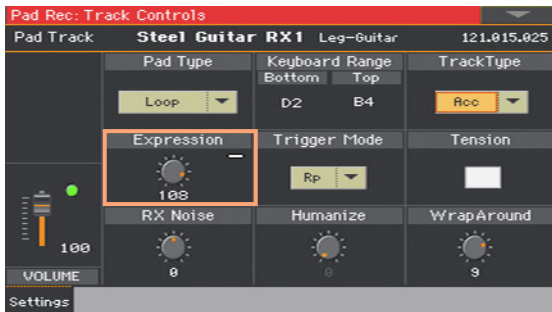 Pad Rec: Track Controls
Pad Track Steel Guitar RX1 Leg-Guitar 121.015.025
Pad Type Keyboard Range TrackType
Bottom Top
Loop D2 B4 Acc
Expression Trigger Mode Tension
Rp
108
RX Noise Humanize WrapAround
100
0 0 9
VOLUME
Settings